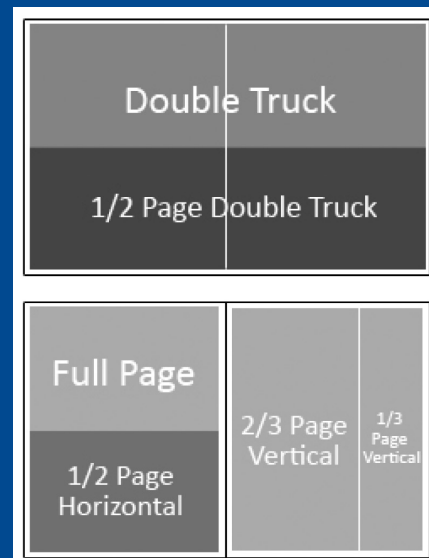 Double Truck
1/2 Page Double Truck
Full Page
1/2 Page
Horizontal
2/3 Page
Vertical
1/3
Page
Vertical